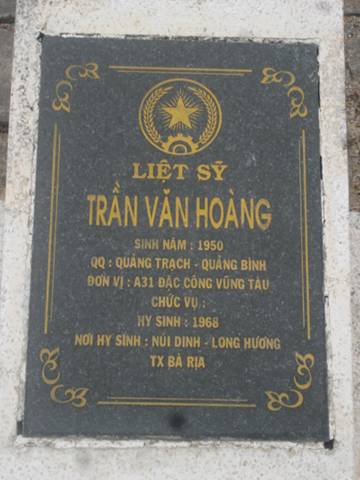 LIỆT SỸ
TRẦN VĂN HOÀNG
SINH NĂM : 1950
QQ : QUẢNG TRẠCH - QUẢNG BÌNH
ĐƠN VỊ : A31 ĐẶC CÔNG VŨNG TÀU
CHỨC VỤ :
HY SINH : 1968
NƠI HY SINH : NÚI DINH - LONG HƯƠNG
TX BÀ RỊA